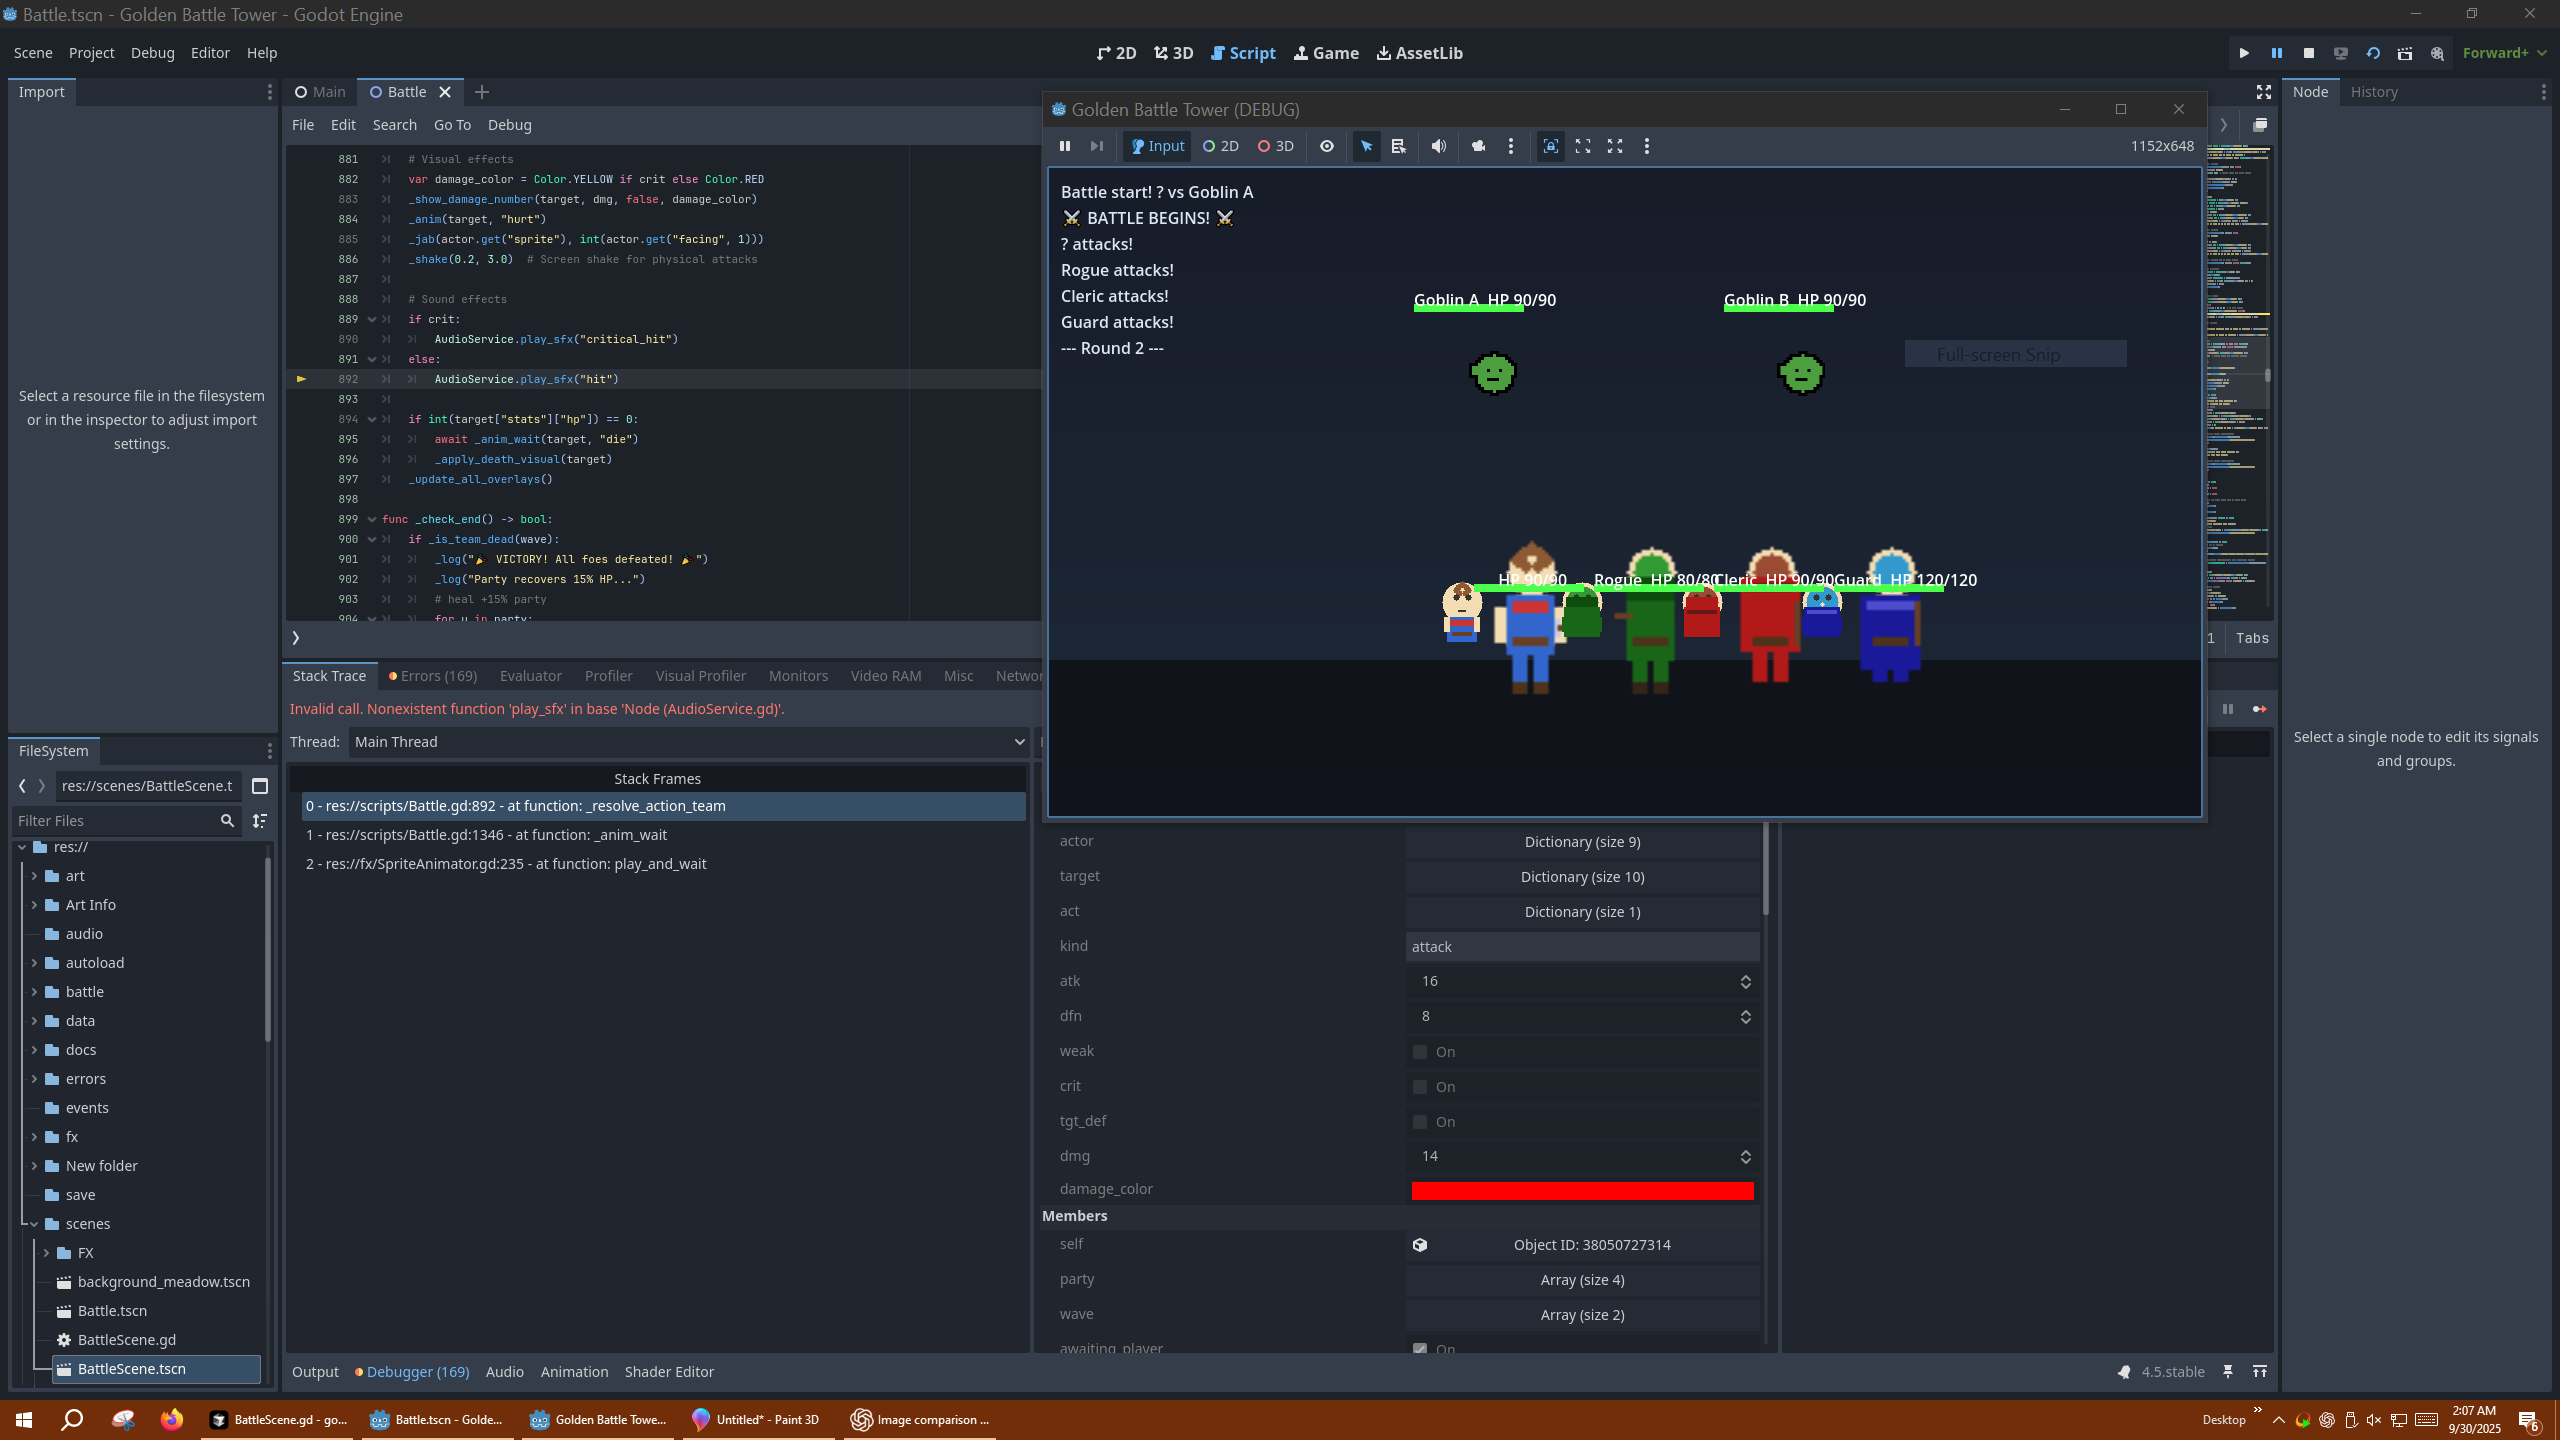 Battle.tscn - Golden Battle Tower - Godot Engine
Scene Project Debug Editor Help
2D 3D Script Game AssetLib
Forward+
Import
Select a resource file in the filesystem
or in the inspector to adjust import
settings.
Main Battle
File Edit Search Go To Debug
881 # Visual effects
882 var damage_color = Color.YELLOW if crit else Color.RED
883 _show_damage_number(target, dmg, false, damage_color)
884 _anim(target, "hurt")
885 _jab(actor.get("sprite"), int(actor.get("facing", 1)))
886 _shake(0.2, 3.0) # Screen shake for physical attacks
887
888 # Sound effects
889 if crit:
890 AudioService.play_sfx("critical_hit")
891 else:
892 AudioService.play_sfx("hit")
893
894 if int(target["stats"]["hp"]) == 0:
895 await _anim_wait(target, "die")
896 _apply_death_visual(target)
897 _update_all_overlays()
898
899 func _check_end() -> bool:
900 if _is_team_dead(wave):
901 _log("🎉 VICTORY! All foes defeated! 🎉")
902 _log("Party recovers 15% HP...")
903 # heal +15% party
904 for u in party:
1 Tabs
Golden Battle Tower (DEBUG)
Input 2D 3D
1152x648
Battle start! ? vs Goblin A
⚔ BATTLE BEGINS! ⚔
? attacks!
Rogue attacks!
Cleric attacks!
Guard attacks!
--- Round 2 ---
Goblin A HP 90/90
Goblin B HP 90/90
Full-screen Snip
HP 90/90
Rogue HP 80/80
Cleric HP 90/90
Guard HP 120/120
Node History
Select a single node to edit its signals
and groups.
Stack Trace Errors (169) Evaluator Profiler Visual Profiler Monitors Video RAM Misc Networ
Invalid call. Nonexistent function 'play_sfx' in base 'Node (AudioService.gd)'.
Thread: Main Thread
Stack Frames
0 - res://scripts/Battle.gd:892 - at function: _resolve_action_team
1 - res://scripts/Battle.gd:1346 - at function: _anim_wait
2 - res://fx/SpriteAnimator.gd:235 - at function: play_and_wait
actor Dictionary (size 9)
target Dictionary (size 10)
act Dictionary (size 1)
kind attack
atk 16
dfn 8
weak On
crit On
tgt_def On
dmg 14
damage_color
Members
self Object ID: 38050727314
party Array (size 4)
wave Array (size 2)
awaiting_player On
FileSystem
res://scenes/BattleScene.t
Filter Files
res://
art
Art Info
audio
autoload
battle
data
docs
errors
events
fx
New folder
save
scenes
FX
background_meadow.tscn
Battle.tscn
BattleScene.gd
BattleScene.tscn
Output Debugger (169) Audio Animation Shader Editor
4.5.stable
BattleScene.gd - go...
Battle.tscn - Golde...
Golden Battle Towe...
Untitled* - Paint 3D
Image comparison ...
Desktop
2:07 AM
9/30/2025
6